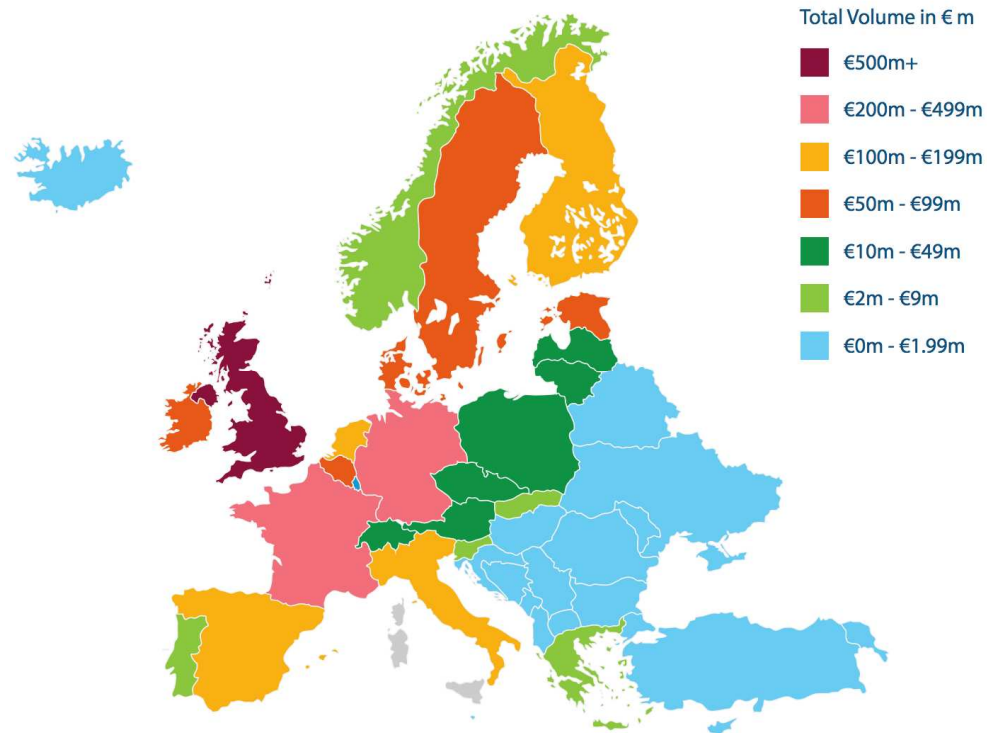 Total Volume in € m
€500m+
€200m - €499m
€100m - €199m
€50m - €99m
€10m - €49m
€2m - €9m
€0m - €1.99m